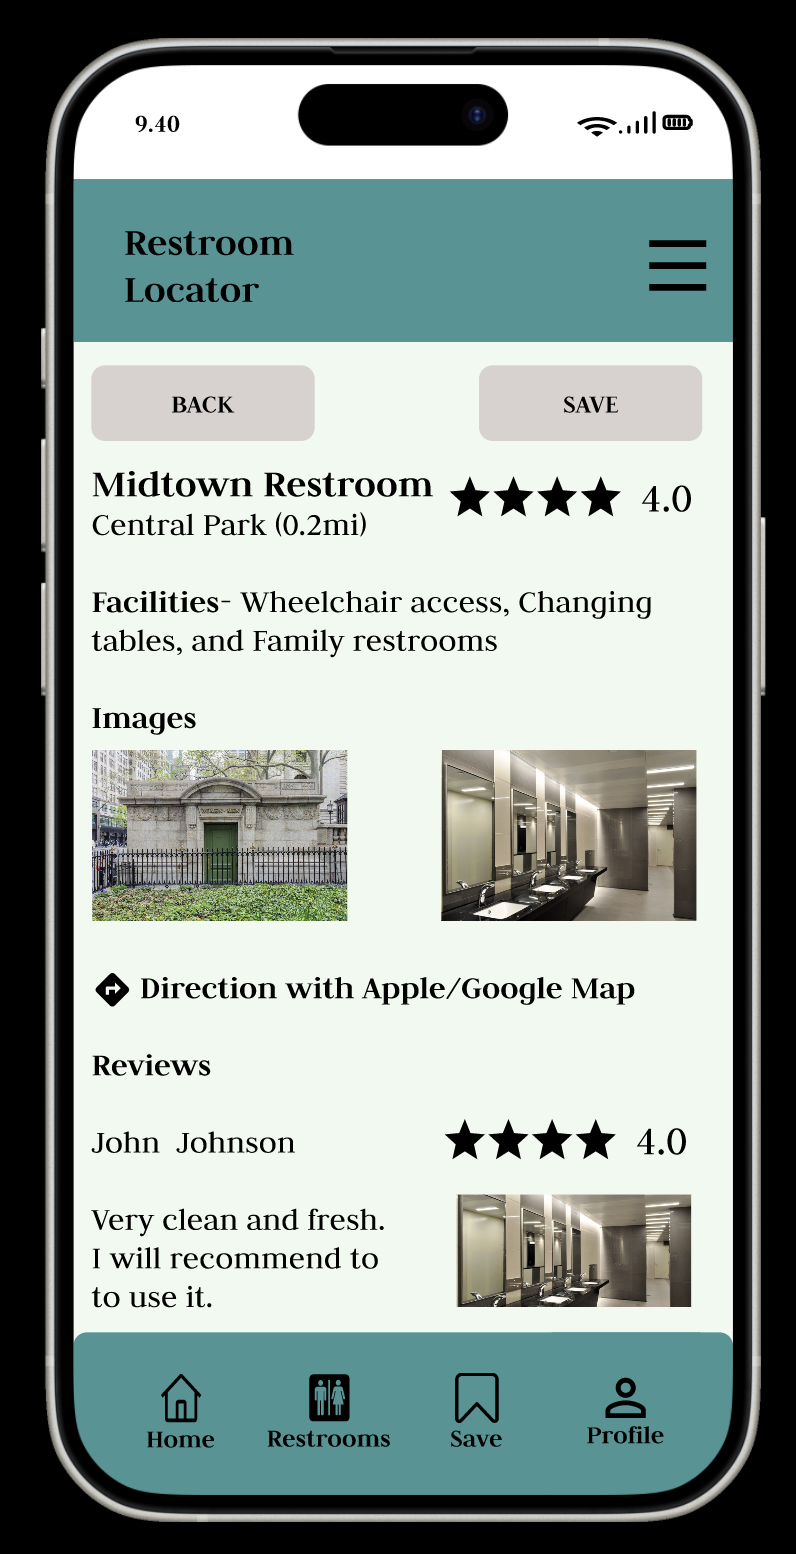 9.40
Restroom
Locator
BACK
SAVE
Midtown Restroom 4.0
Central Park (0.2mi)
Facilities- Wheelchair access, Changing
tables, and Family restrooms
Images
Direction with Apple/Google Map
Reviews
John Johnson 4.0
Very clean and fresh.
I will recommend to
to use it.
Home
Restrooms
Save
Profile